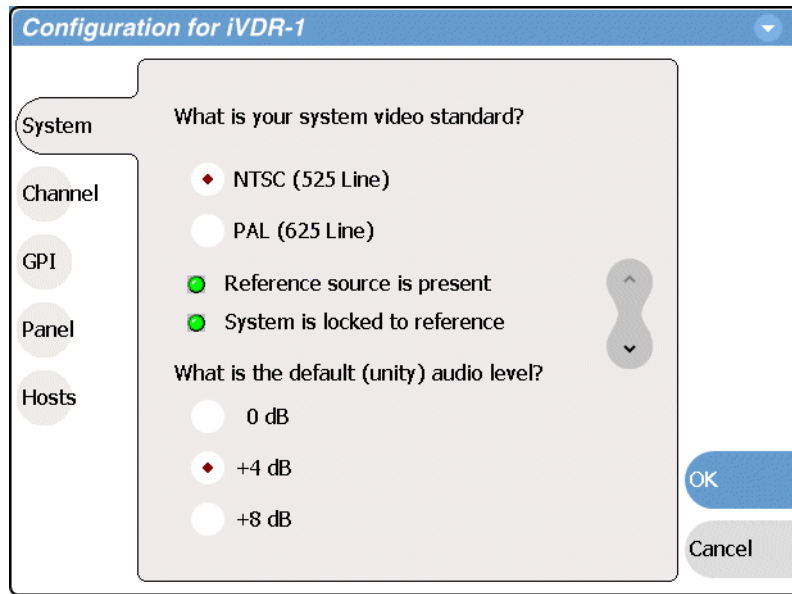 Configuration for iVDR-1
System
Channel
GPI
Panel
Hosts
What is your system video standard?
NTSC (525 Line)
PAL (625 Line)
Reference source is present
System is locked to reference
What is the default (unity) audio level?
0 dB
+4 dB
+8 dB
OK
Cancel